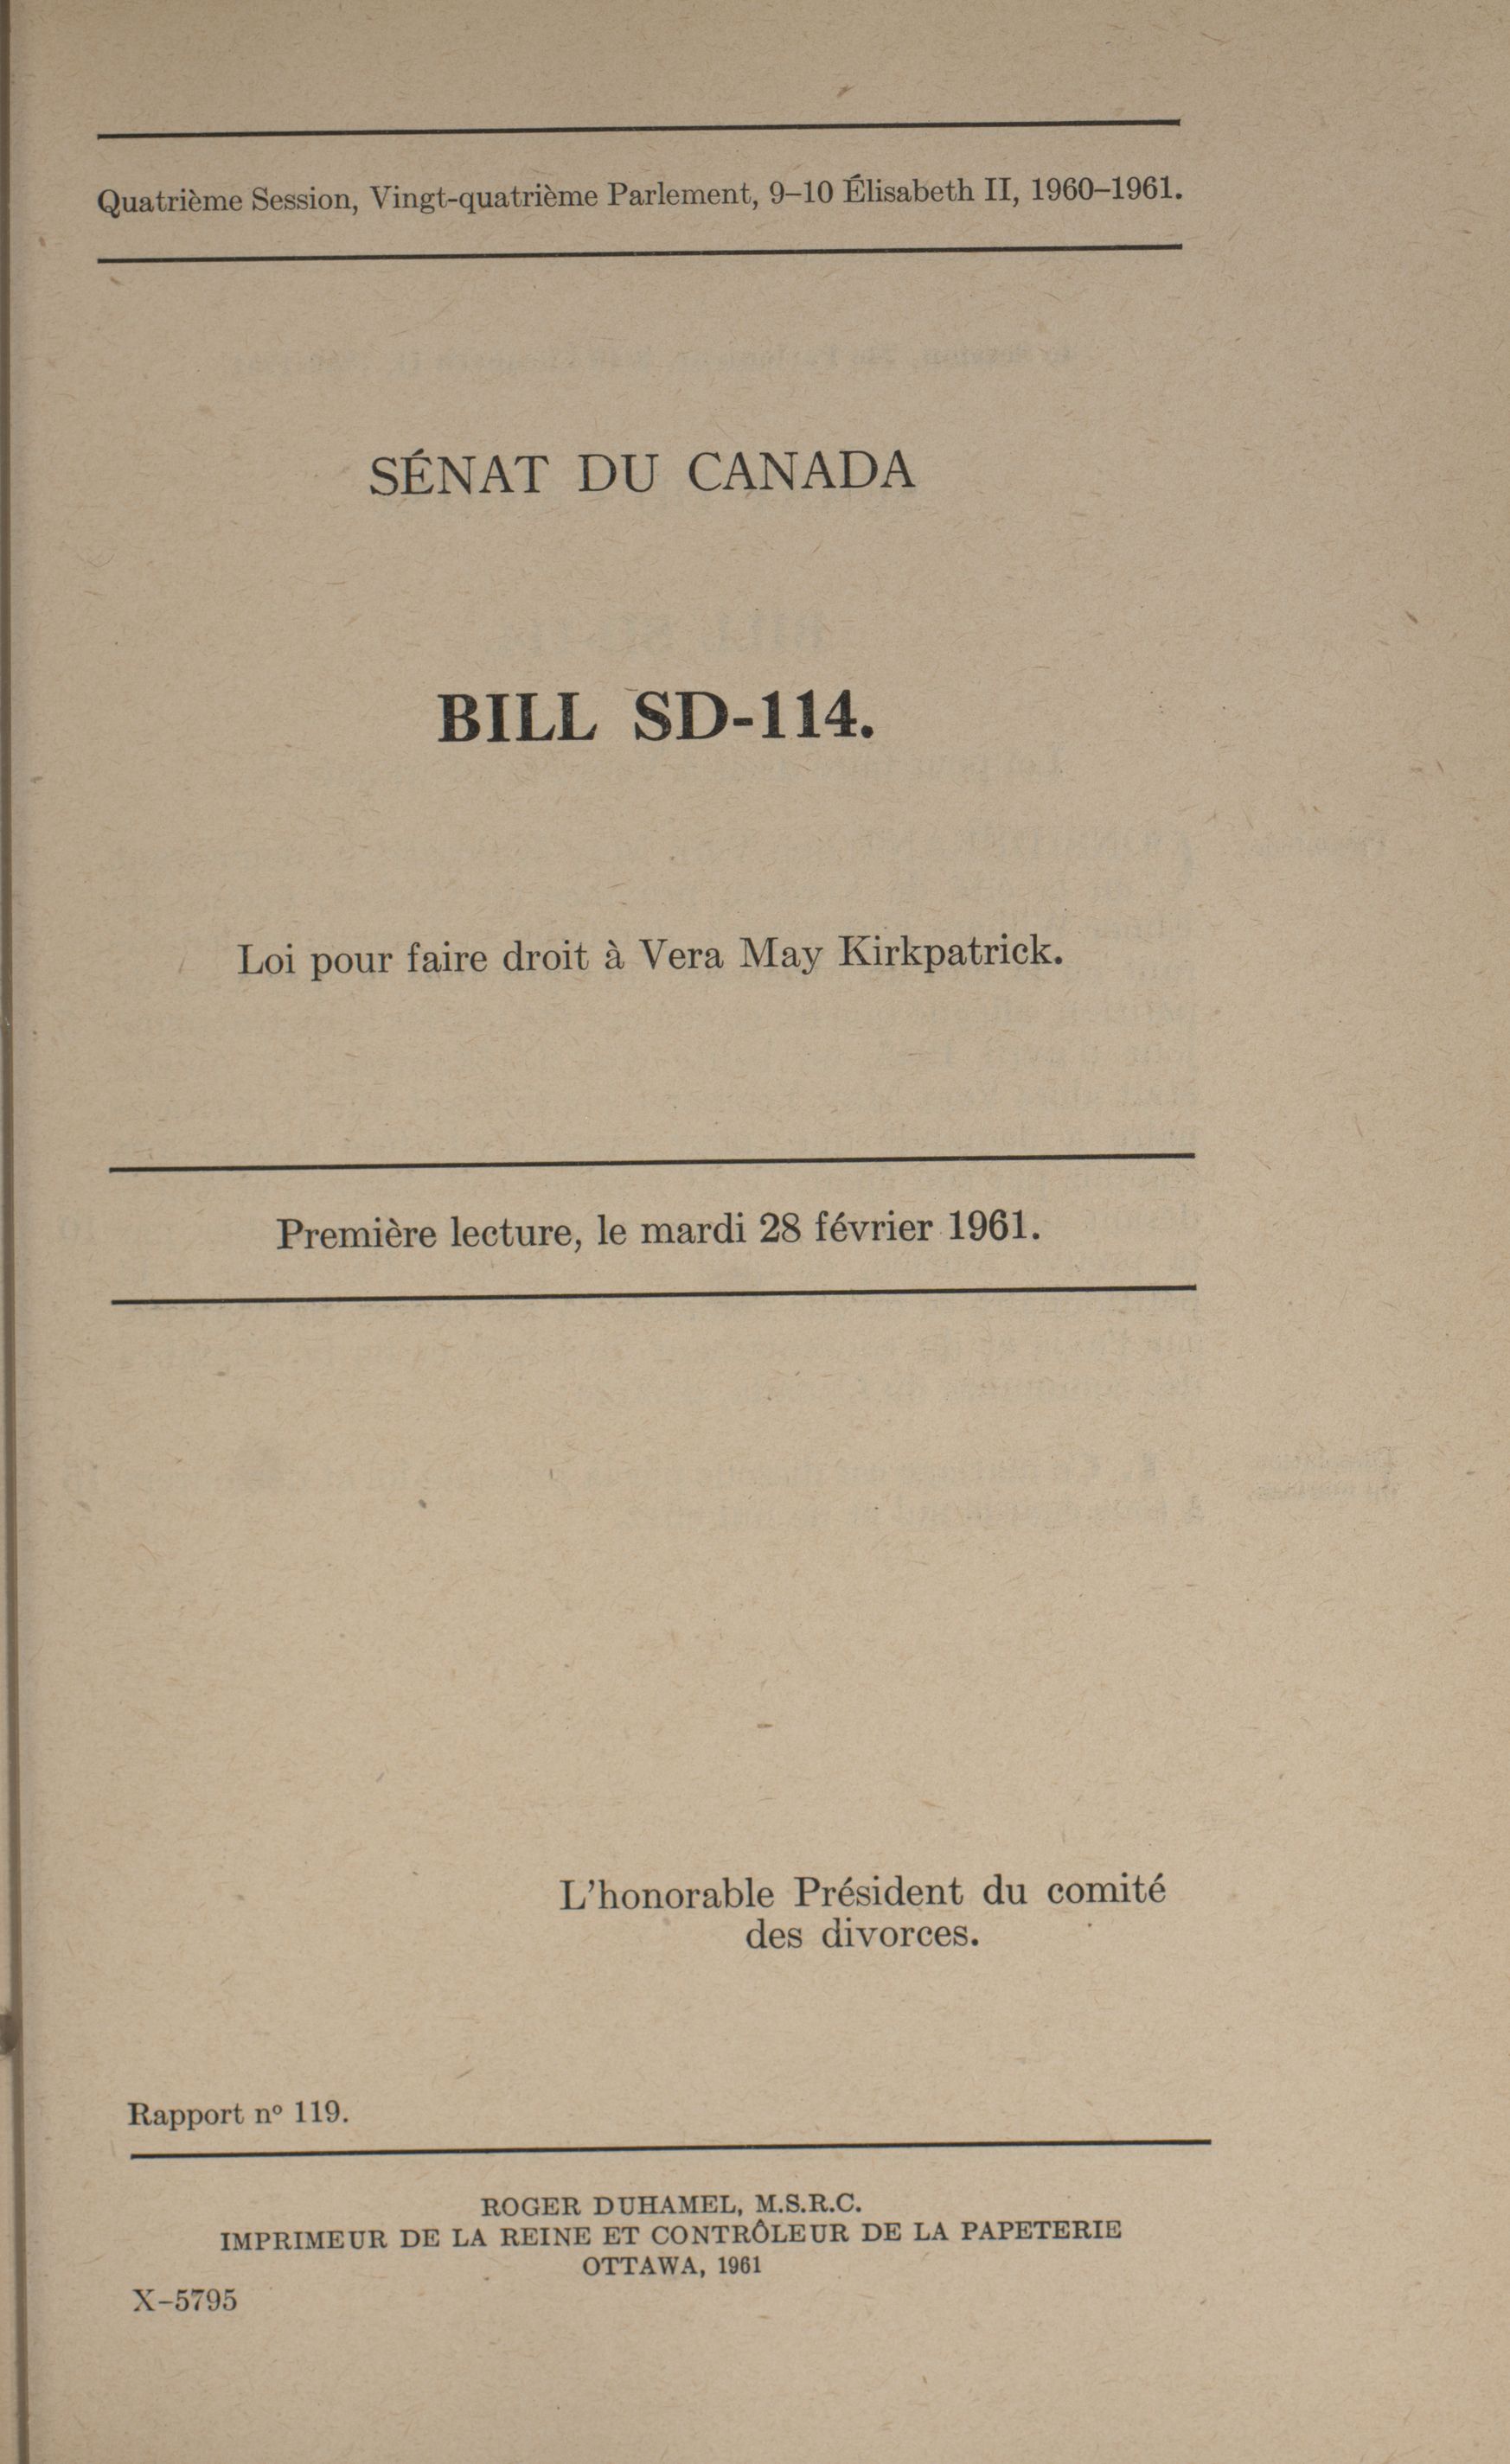 Quatrième Session, Vingt-quatrième Parlement, 9–10 Élisabeth II, 1960–1961.
SÉNAT DU CANADA
BILL SD-114.
Loi pour faire droit à Vera May Kirkpatrick.
Première lecture, le mardi 28 février 1961.
L'honorable Président du comité
des divorces.
Rapport nº 119.
ROGER DUHAMEL, M.S.R.C.
IMPRIMEUR DE LA REINE ET CONTRÔLEUR DE LA PAPETERIE
OTTAWA, 1961
X–5795